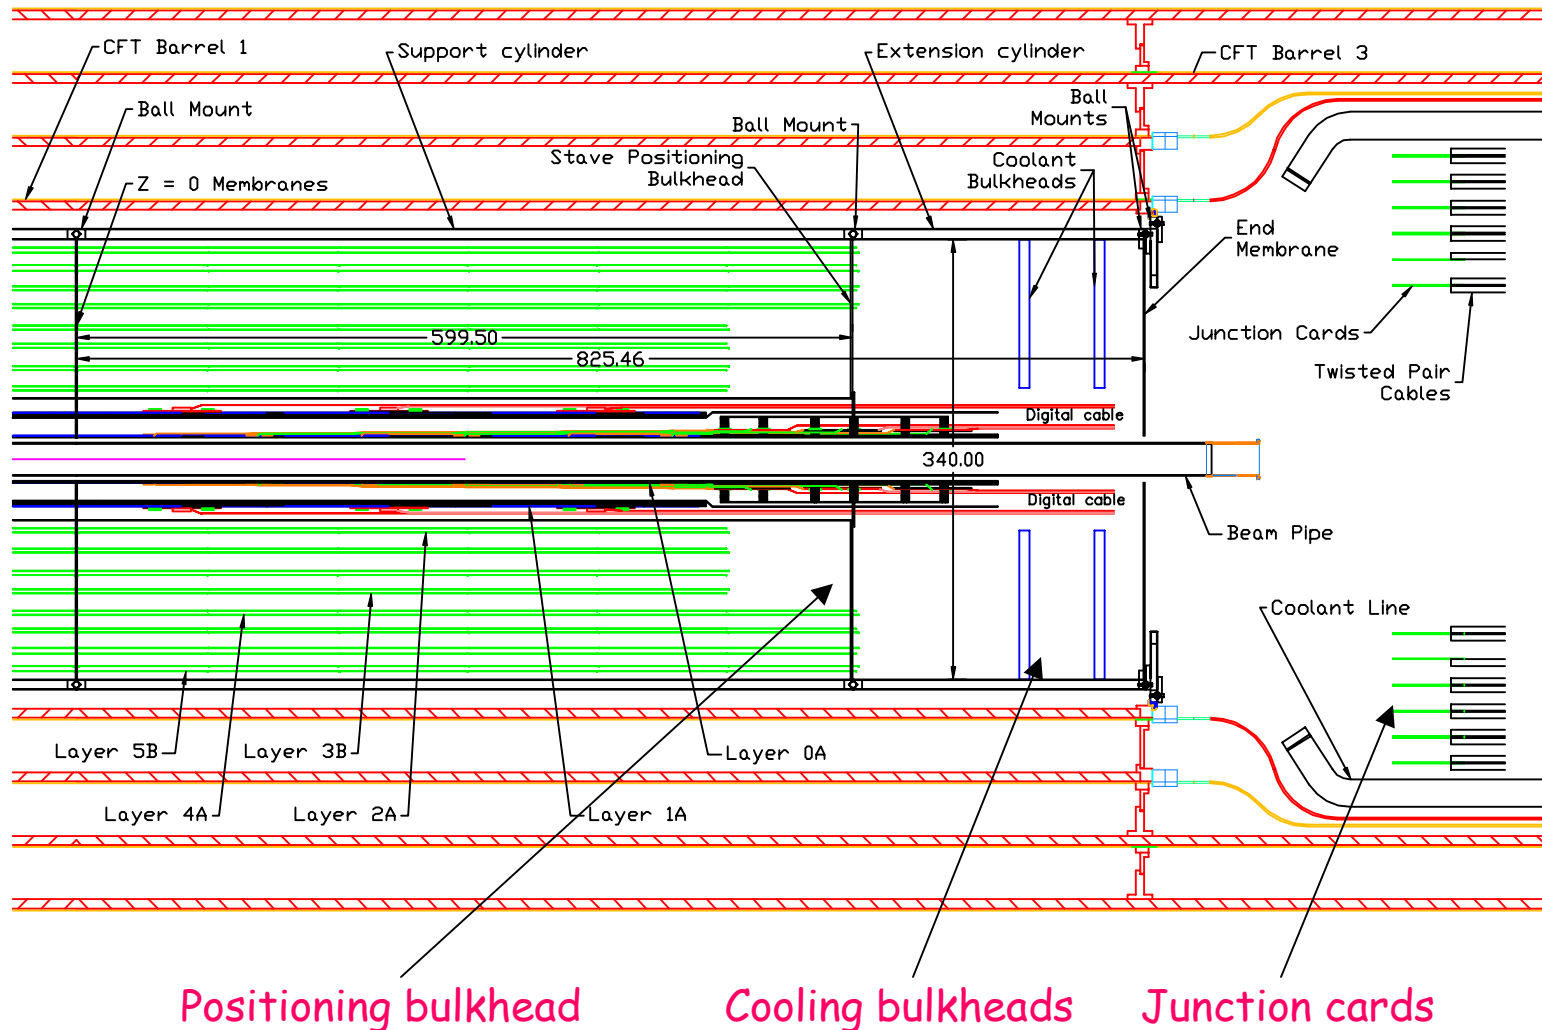 CFT Barrel 1
Support cylinder
Extension cylinder
CFT Barrel 3
Ball Mount
Ball Mount
Ball
Mounts
Stave Positioning
Bulkhead
Coolant
Bulkheads
Z = 0 Membranes
End
Membrane
599.50
825.46
Junction Cards
Twisted Pair
Cables
Digital cable
340.00
Digital cable
Beam Pipe
Coolant Line
Layer 5B
Layer 3B
Layer 0A
Layer 4A
Layer 2A
Layer 1A
Positioning bulkhead
Cooling bulkheads
Junction cards